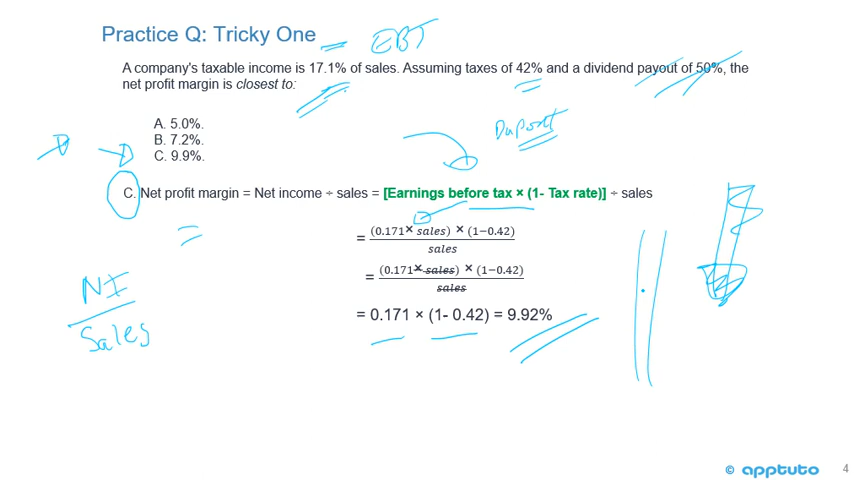 Practice Q: Tricky One
= EBT
A company's taxable income is 17.1% of sales. Assuming taxes of 42% and a dividend payout of 50%, the
net profit margin is closest to:
DuPont
A. 5.0%.
B. 7.2%.
C. 9.9%.
C. Net profit margin = Net income ÷ sales = [Earnings before tax × (1- Tax rate)] ÷ sales
= (0.171× sales) × (1−0.42)
sales
= (0.171× sales) × (1−0.42)
sales
= 0.171 × (1- 0.42) = 9.92%
NI
Sales
© apptuto
4